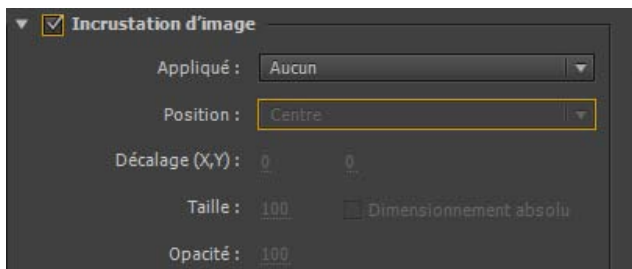 Incrustation d'image
Appliqué : Aucun
Position : Centre
Décalage (X,Y) : 0 0
Taille : 100 Dimensionnement absolu
Opacité : 100